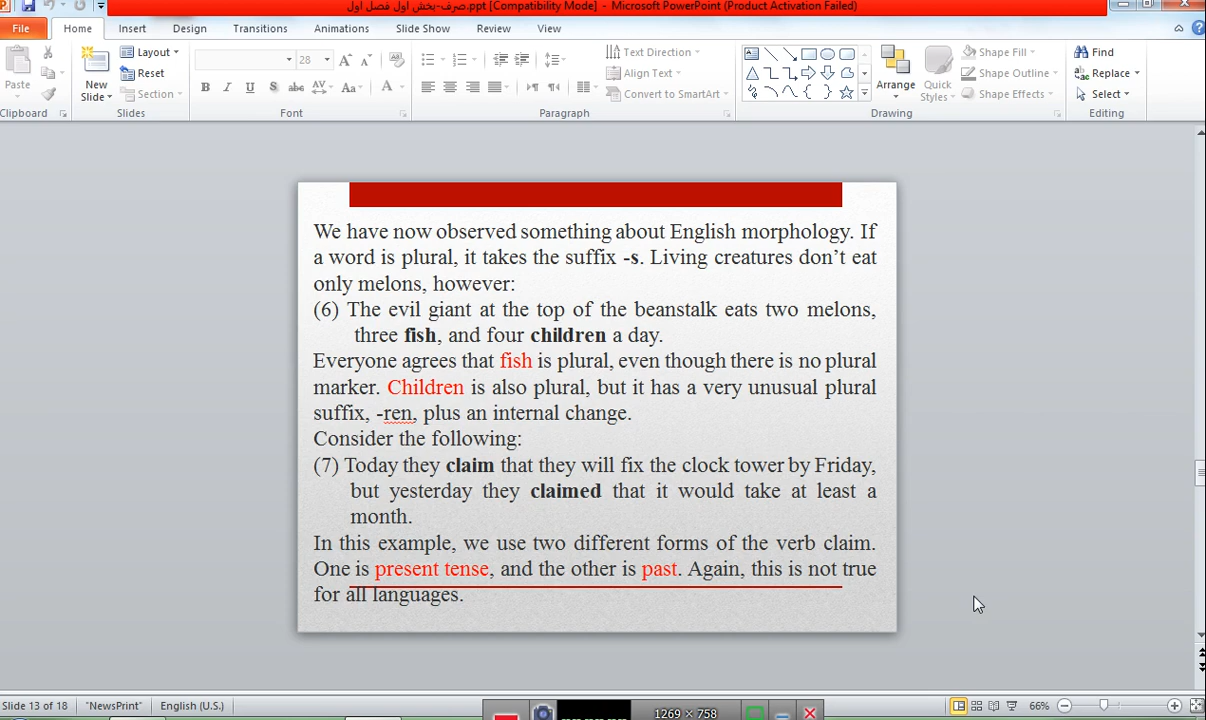 صرف-بخش اول فصل اول.ppt [Compatibility Mode] - Microsoft PowerPoint (Product Activation Failed)
File Home Insert Design Transitions Animations Slide Show Review View
Paste
New Slide
Layout
Reset
Section
28
B I U S abc AV Aa A
Text Direction
Align Text
Convert to SmartArt
Arrange
Quick Styles
Shape Fill
Shape Outline
Shape Effects
Find
Replace
Select
Clipboard Slides Font Paragraph Drawing Editing
We have now observed something about English morphology. If
a word is plural, it takes the suffix -s. Living creatures don’t eat
only melons, however:
(6) The evil giant at the top of the beanstalk eats two melons,
three fish, and four children a day.
Everyone agrees that fish is plural, even though there is no plural
marker. Children is also plural, but it has a very unusual plural
suffix, -ren, plus an internal change.
Consider the following:
(7) Today they claim that they will fix the clock tower by Friday,
but yesterday they claimed that it would take at least a
month.
In this example, we use two different forms of the verb claim.
One is present tense, and the other is past. Again, this is not true
for all languages.
Slide 13 of 18 "NewsPrint" English (U.S.) 66%
1269 × 758